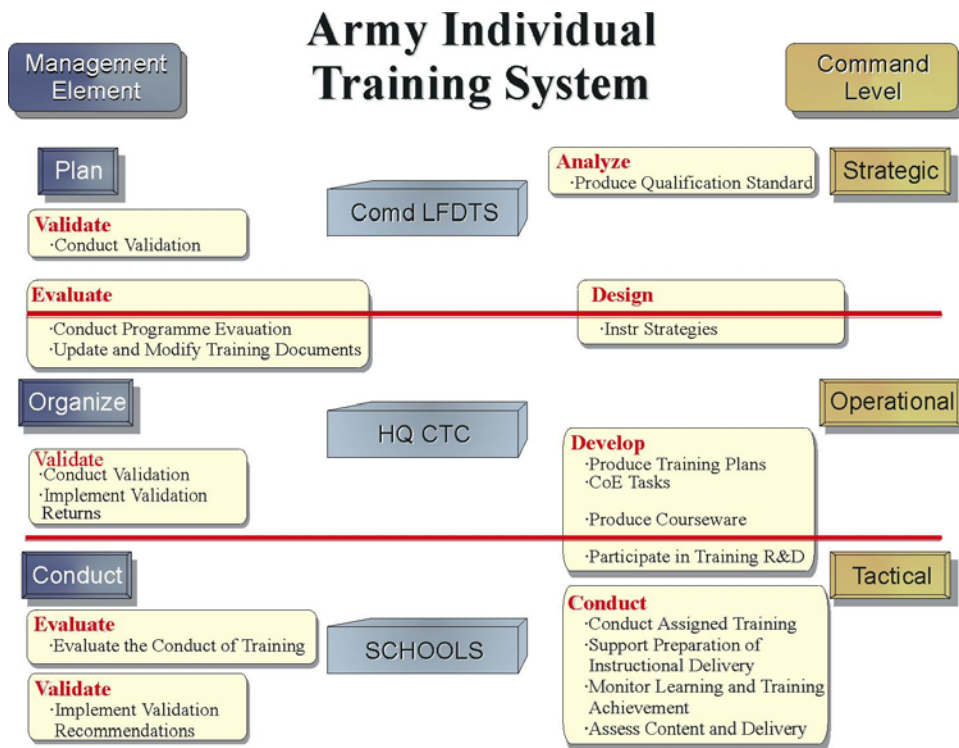 Army Individual
Training System
Management
Element
Command
Level
Plan
Comd LFDTS
Analyze
·Produce Qualification Standard
Strategic
Validate
·Conduct Validation
Evaluate
·Conduct Programme Evauation
·Update and Modify Training Documents
Design
·Instr Strategies
Organize
HQ CTC
Operational
Validate
·Conduct Validation
·Implement Validation
Returns
Develop
·Produce Training Plans
·CoE Tasks
·Produce Courseware
·Participate in Training R&D
Conduct
SCHOOLS
Tactical
Evaluate
·Evaluate the Conduct of Training
Validate
·Implement Validation
Recommendations
Conduct
·Conduct Assigned Training
·Support Preparation of
Instructional Delivery
·Monitor Learning and Training
Achievement
·Assess Content and Delivery